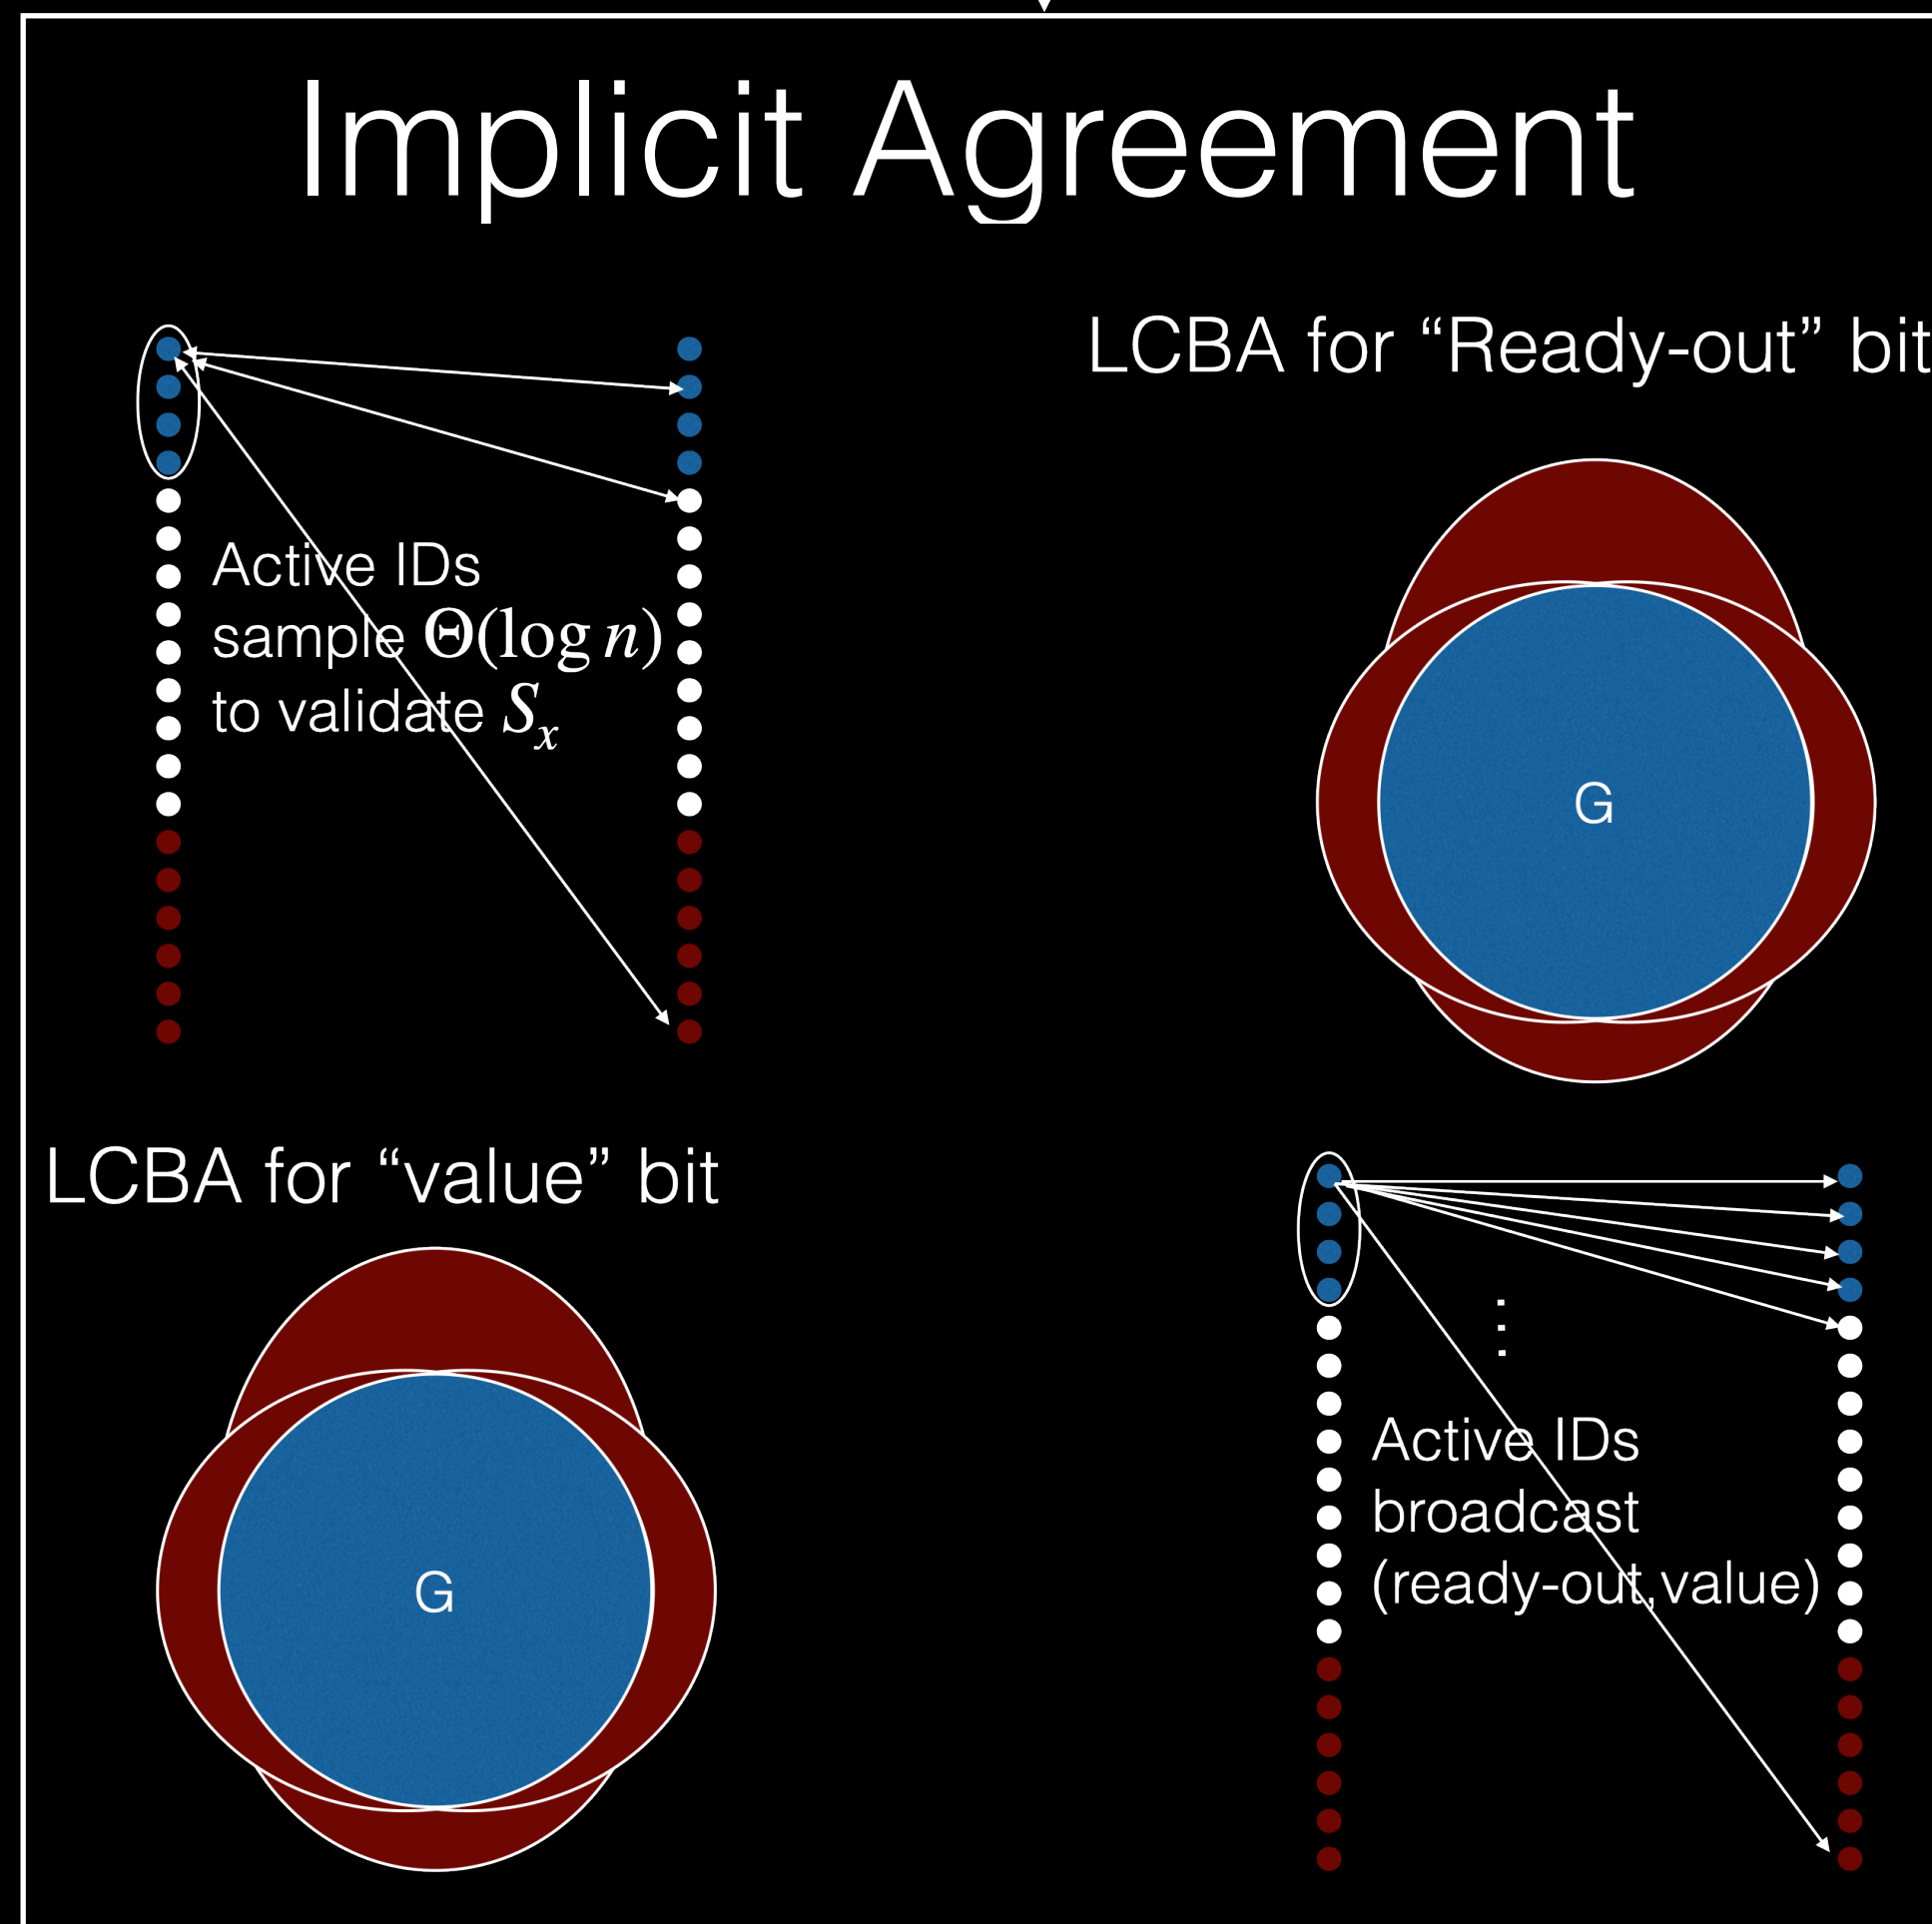 Implicit Agreement
Active IDs
sample Θ(log n)
to validate Sₓ
LCBA for “Ready-out” bit
G
LCBA for “value” bit
G
⋮
Active IDs
broadcast
(ready-out,value)